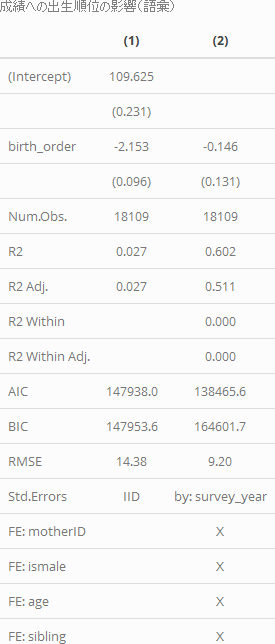 成績への出生順位の影響（語彙）
(1) (2)
(Intercept) 109.625
(0.231)
birth_order -2.153 -0.146
(0.096) (0.131)
Num.Obs. 18109 18109
R2 0.027 0.602
R2 Adj. 0.027 0.511
R2 Within 0.000
R2 Within Adj. 0.000
AIC 147938.0 138465.6
BIC 147953.6 164601.7
RMSE 14.38 9.20
Std.Errors IID by: survey_year
FE: motherID X
FE: ismale X
FE: age X
FE: sibling X